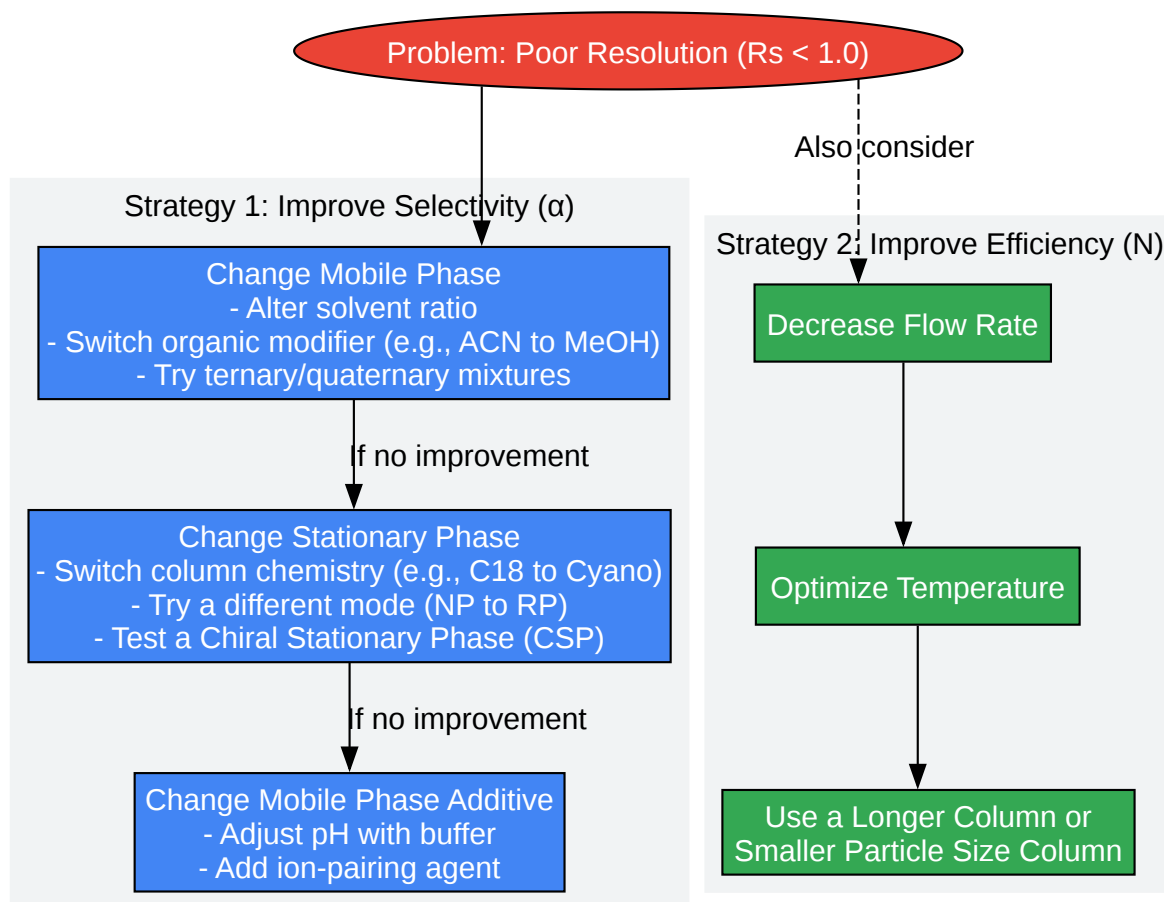 Problem: Poor Resolution (Rs < 1.0)
Also consider
Strategy 1: Improve Selectivity (α)
Change Mobile Phase
- Alter solvent ratio
- Switch organic modifier (e.g., ACN to MeOH)
- Try ternary/quaternary mixtures
If no improvement
Change Stationary Phase
- Switch column chemistry (e.g., C18 to Cyano)
- Try a different mode (NP to RP)
- Test a Chiral Stationary Phase (CSP)
If no improvement
Change Mobile Phase Additive
- Adjust pH with buffer
- Add ion-pairing agent
Strategy 2: Improve Efficiency (N)
Decrease Flow Rate
Optimize Temperature
Use a Longer Column or
Smaller Particle Size Column